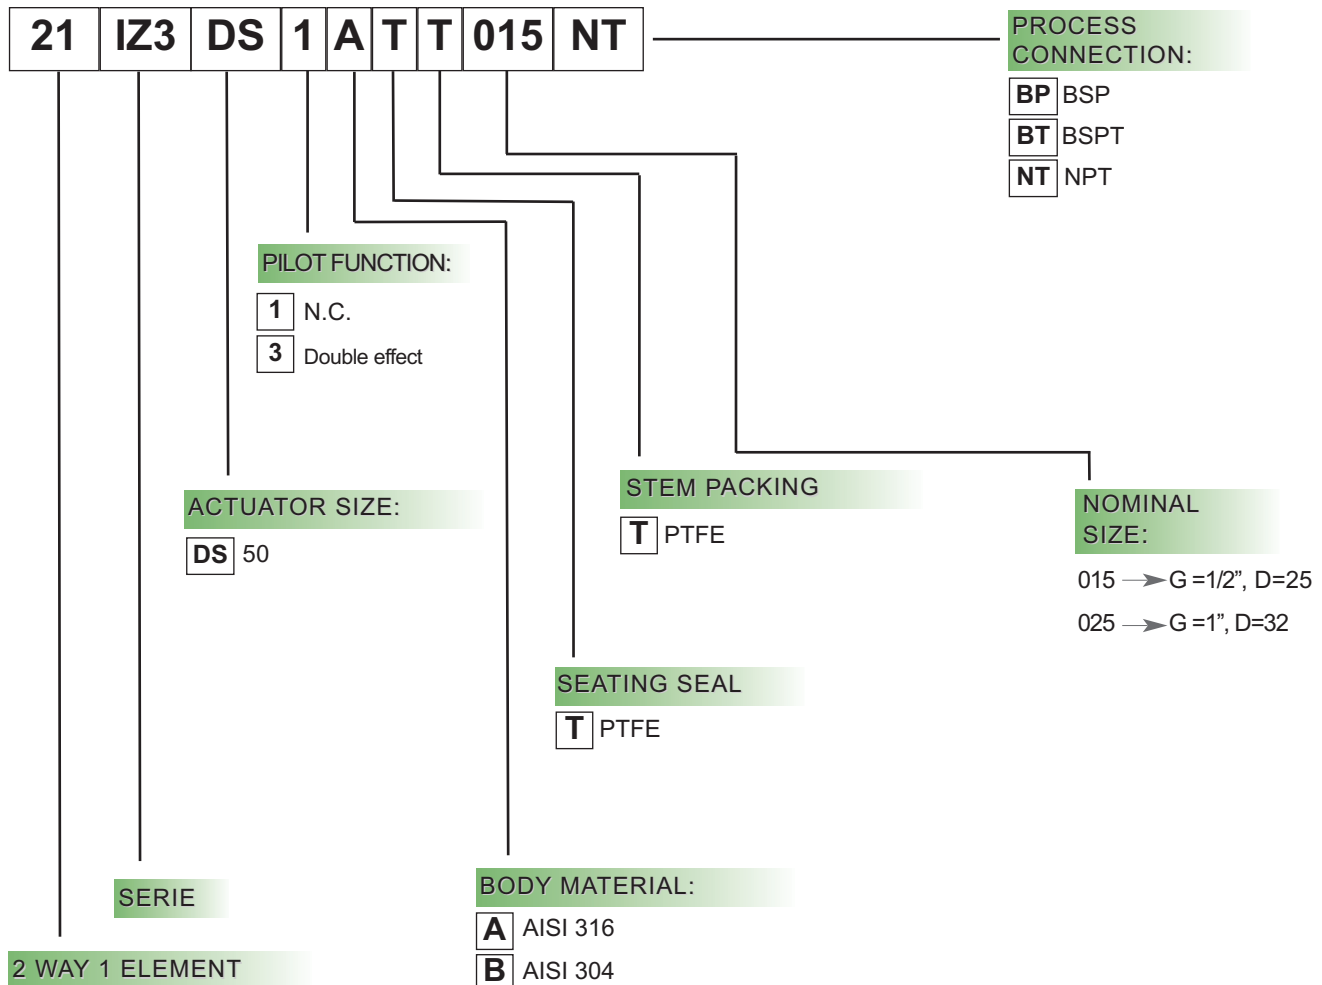 21 IZ3 DS 1 A T T 015 NT
PROCESS
CONNECTION:
BP BSP
BT BSPT
NT NPT
PILOT FUNCTION:
1 N.C.
3 Double effect
ACTUATOR SIZE:
DS 50
STEM PACKING
T PTFE
NOMINAL
SIZE:
015 → G =1/2”, D=25
025 → G =1”, D=32
SEATING SEAL
T PTFE
BODY MATERIAL:
A AISI 316
B AISI 304
SERIE
2 WAY 1 ELEMENT